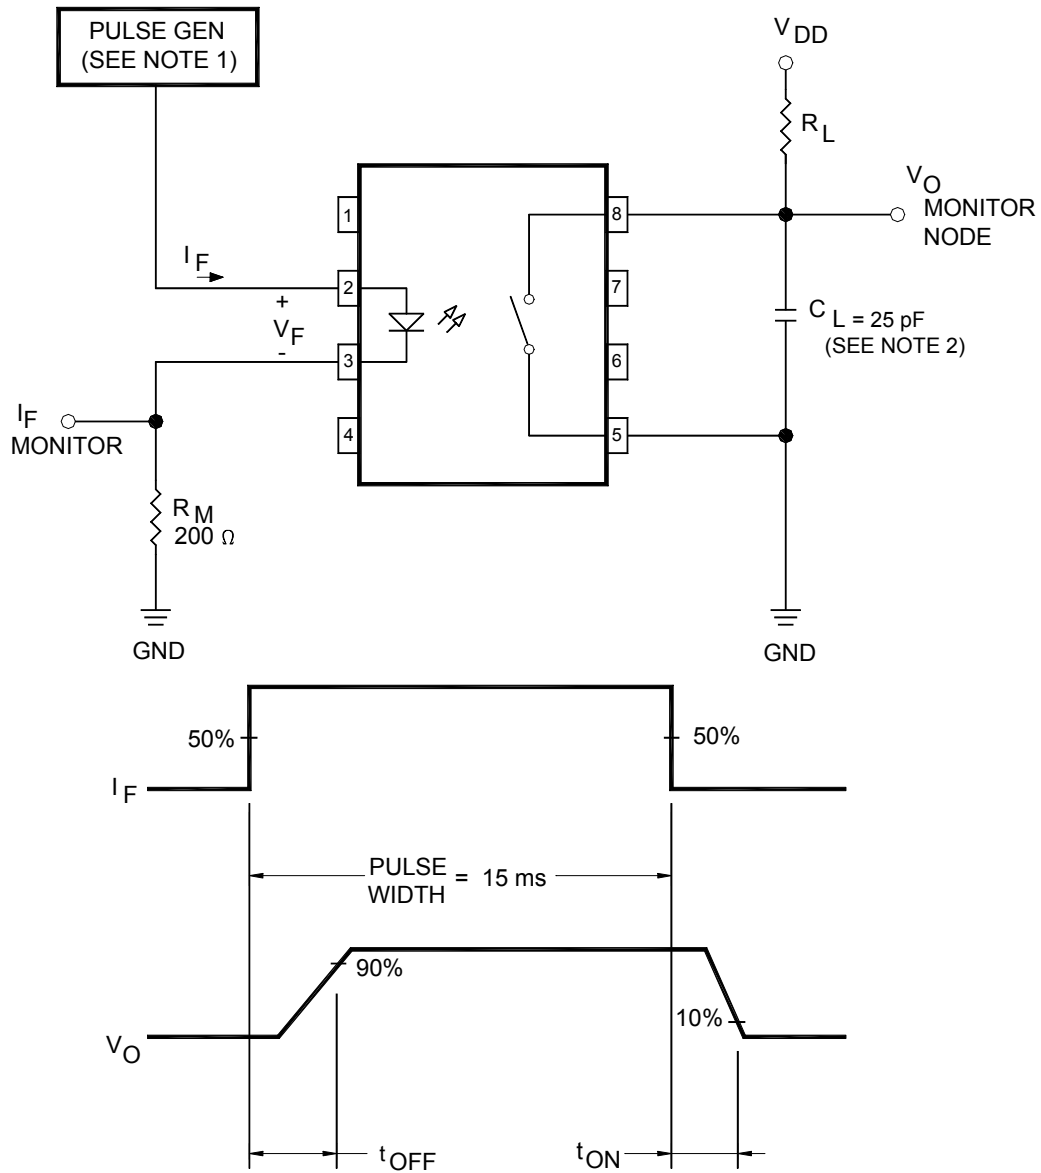 PULSE GEN
(SEE NOTE 1)
V DD
R L
V O
MONITOR
NODE
1
8
I F
2
7
+
V F
-
C L = 25 pF
(SEE NOTE 2)
3
6
I F
MONITOR
4
5
R M
200 Ω
GND
GND
50%
50%
I F
PULSE
WIDTH = 15 ms
90%
10%
V O
t OFF
t ON